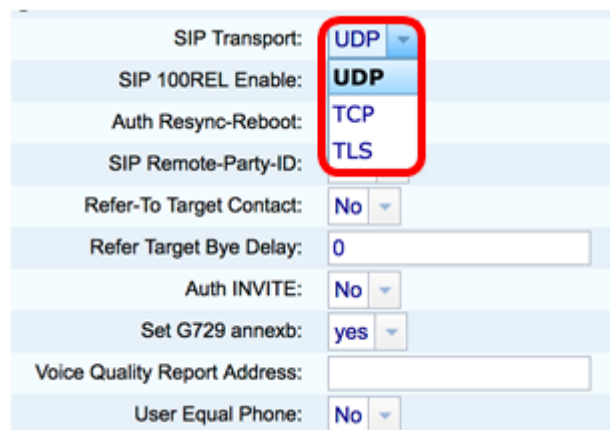 SIP Transport: UDP
SIP 100REL Enable: UDP
Auth Resync-Reboot: TCP
SIP Remote-Party-ID: TLS
Refer-To Target Contact: No
Refer Target Bye Delay: 0
Auth INVITE: No
Set G729 annexb: yes
Voice Quality Report Address:
User Equal Phone: No